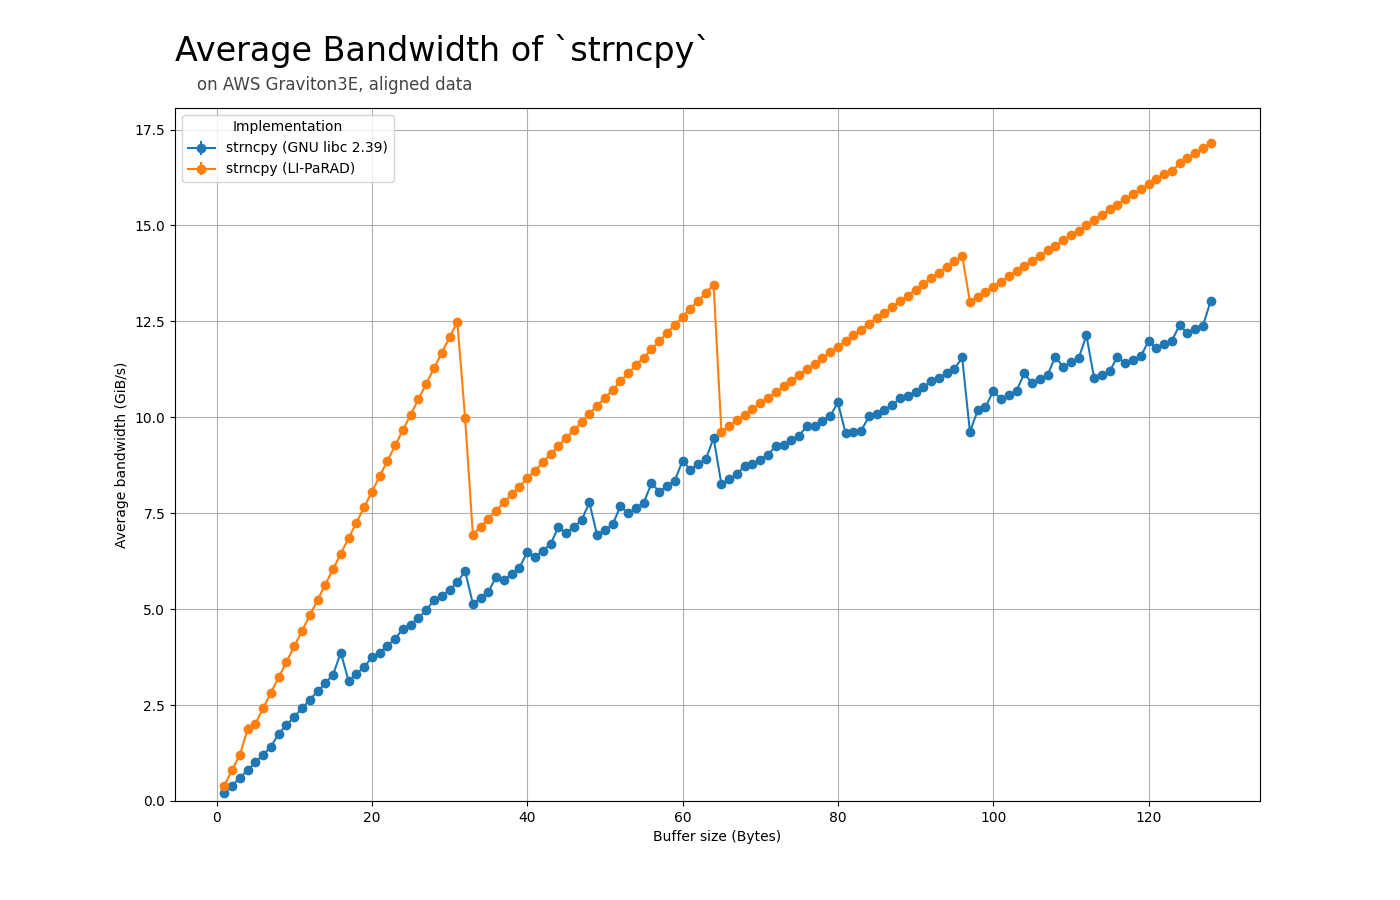 Average Bandwidth of `strncpy`
on AWS Graviton3E, aligned data
Implementation
strncpy (GNU libc 2.39)
strncpy (LI-PaRAD)
17.5
15.0
12.5
10.0
7.5
5.0
2.5
0.0
Average bandwidth (GiB/s)
0 20 40 60 80 100 120
Buffer size (Bytes)